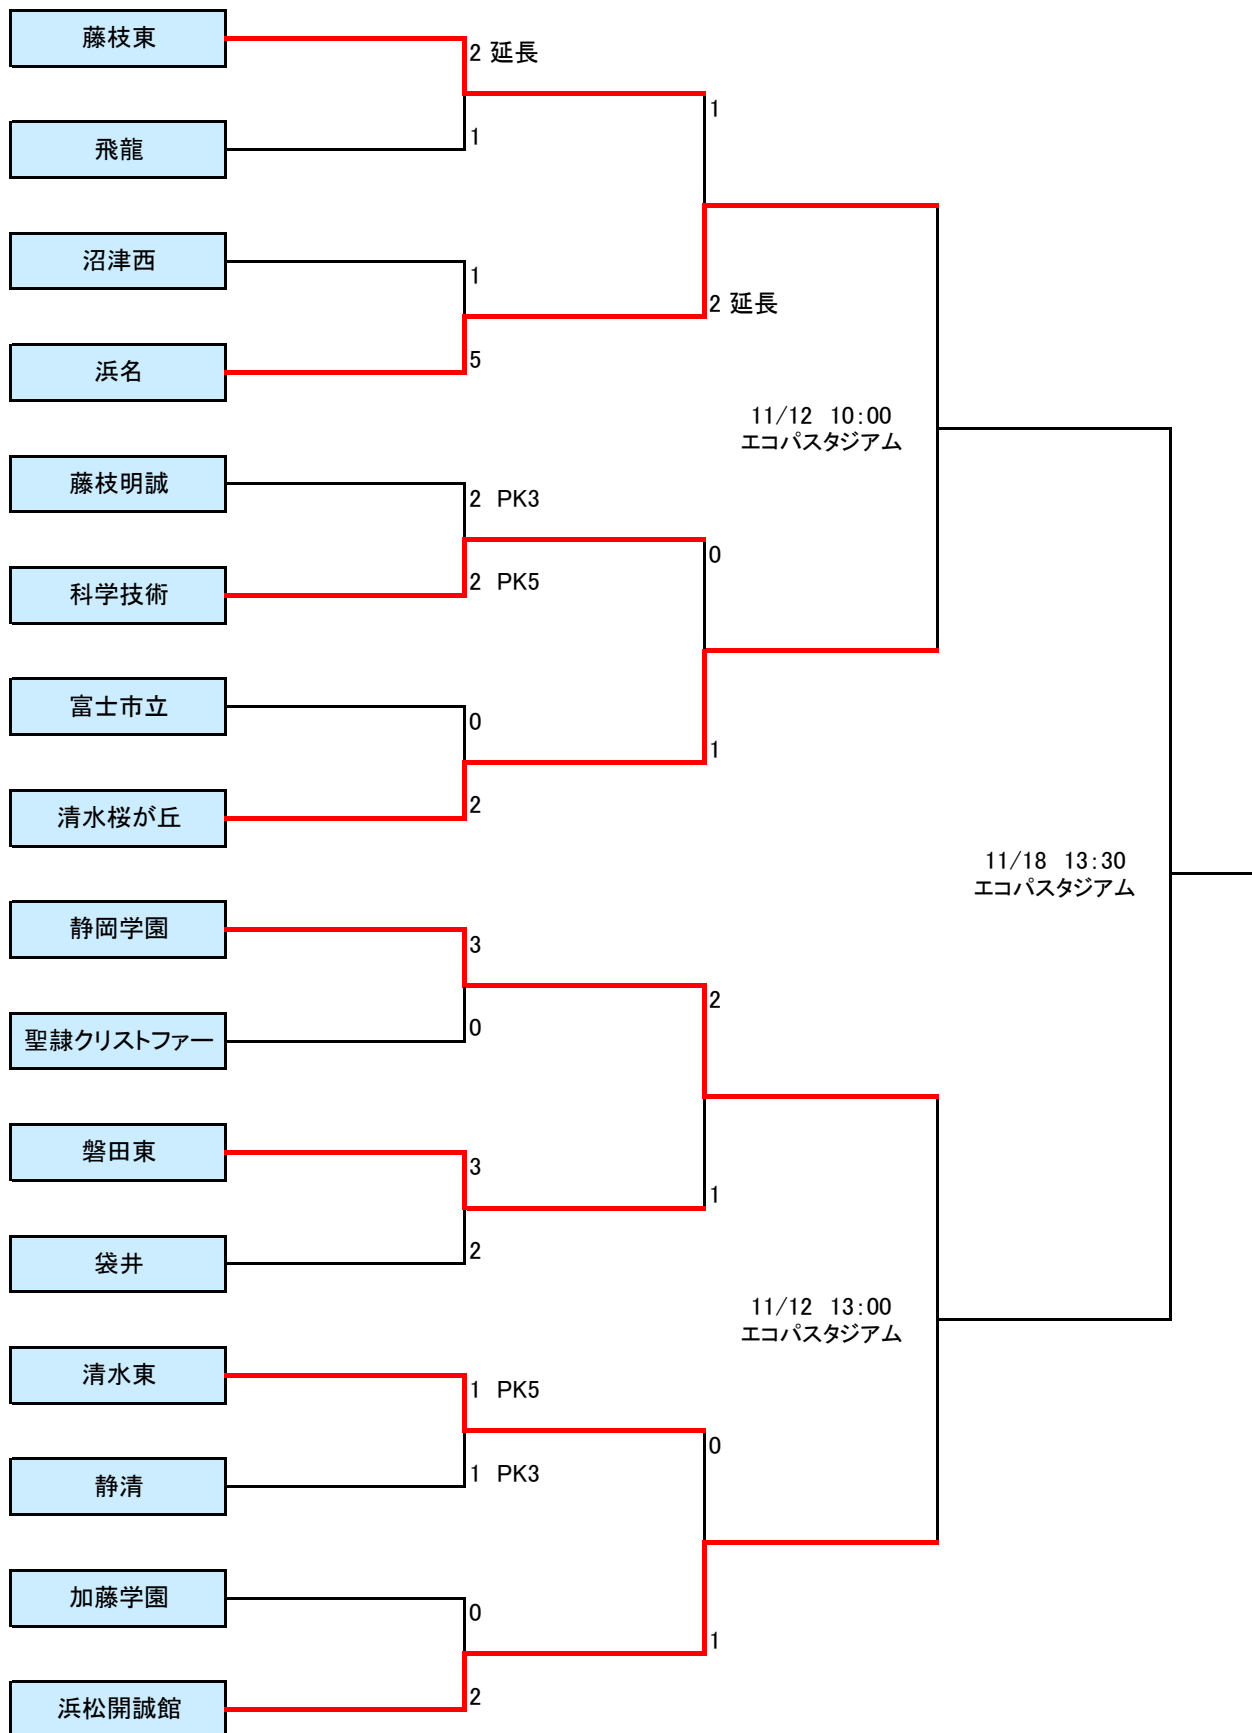 藤枝東
2 延長
1
飛龍
1
沼津西
1
2 延長
浜名
5
11/12 10:00
エコパスタジアム
藤枝明誠
2 PK3
0
科学技術
2 PK5
富士市立
0
1
清水桜が丘
2
11/18 13:30
エコパスタジアム
静岡学園
3
2
聖隷クリストファー
0
磐田東
3
1
袋井
2
11/12 13:00
エコパスタジアム
清水東
1 PK5
0
静清
1 PK3
加藤学園
0
1
浜松開誠館
2